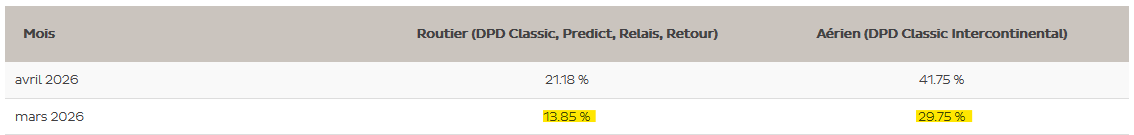 Mois Routier (DPD Classic, Predict, Relais, Retour) Aérien (DPD Classic Intercontinental)
avril 2026 21.18 % 41.75 %
mars 2026 13.85 % 29.75 %